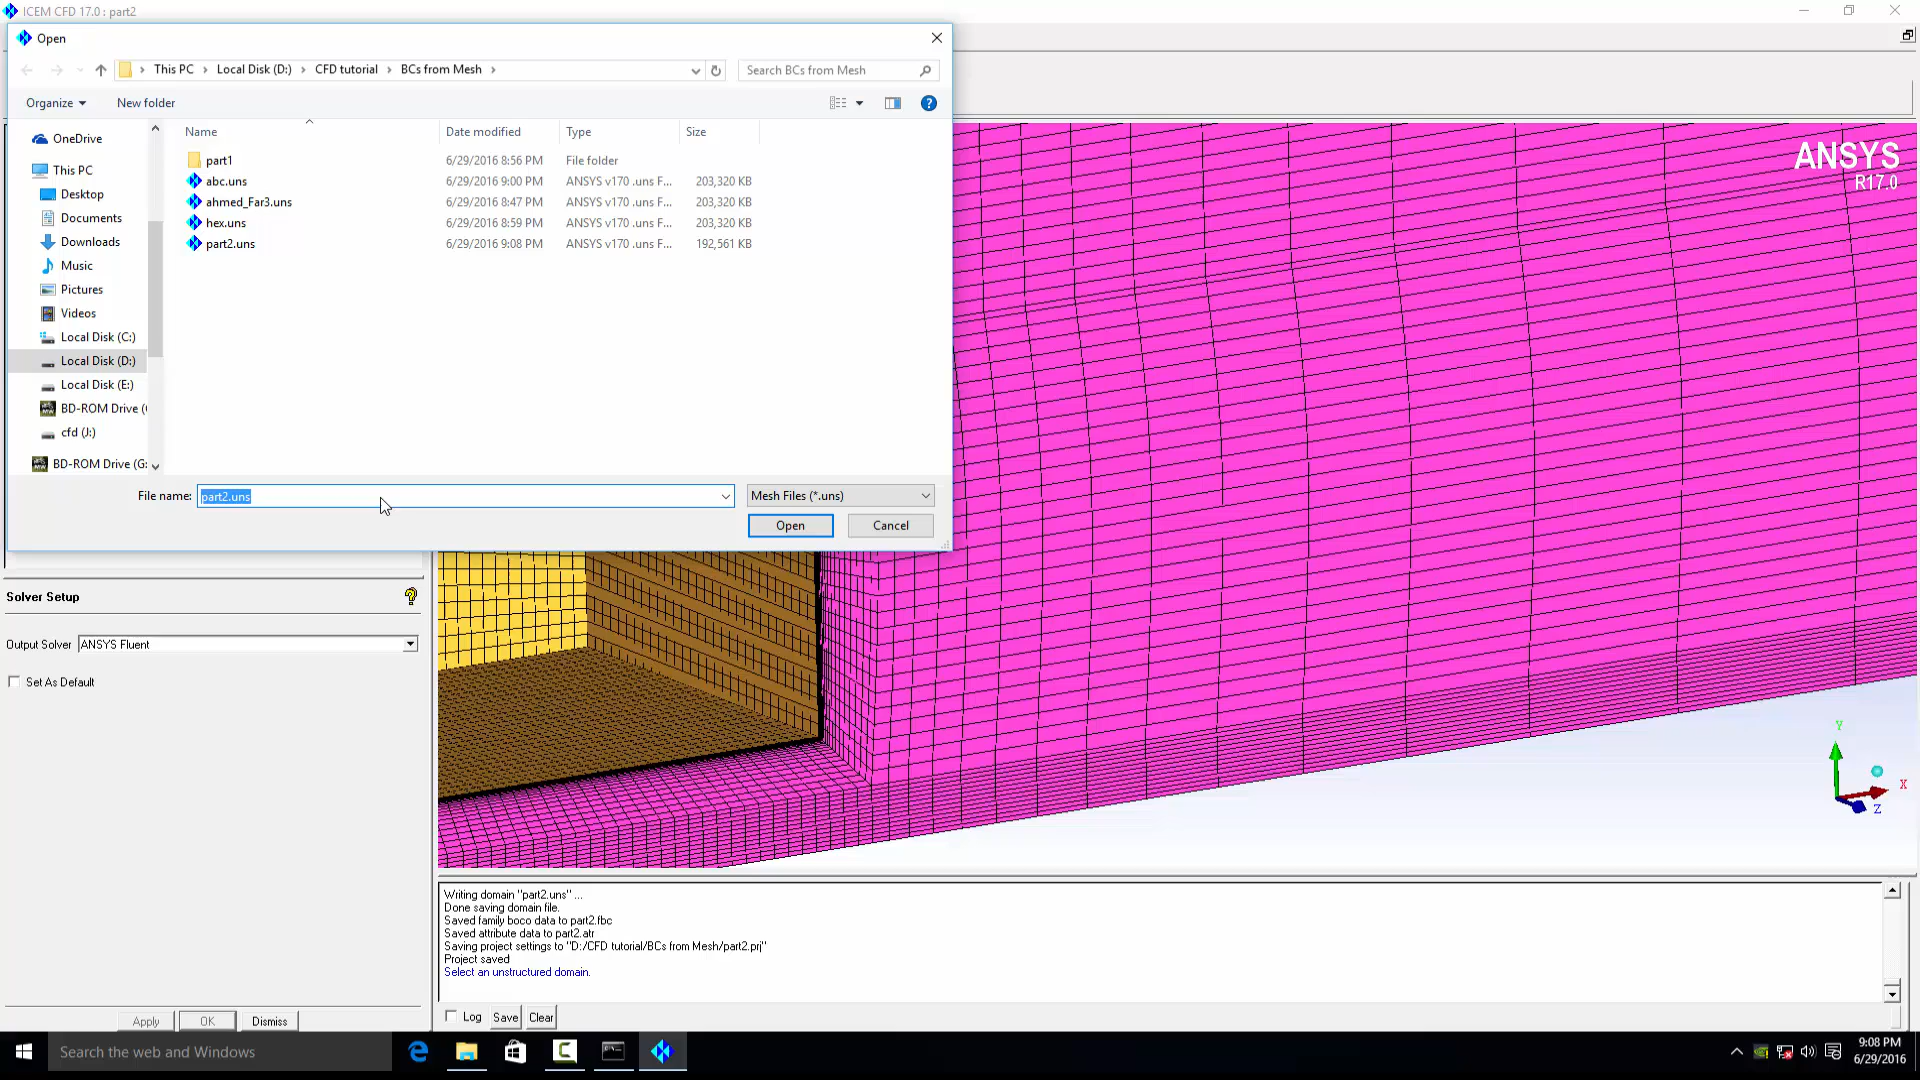 ICEM CFD 17.0 : part2
Open
This PC
Local Disk (D:)
CFD tutorial
BCs from Mesh
Search BCs from Mesh
Organize
New folder
Name
Date modified
Type
Size
OneDrive
This PC
Desktop
Documents
Downloads
Music
Pictures
Videos
Local Disk (C:)
Local Disk (D:)
Local Disk (E:)
BD-ROM Drive (
cfd (J:)
BD-ROM Drive (G:
part1 6/29/2016 8:56 PM File folder
abc.uns 6/29/2016 9:00 PM ANSYS v170 .uns F... 203,320 KB
ahmed_Far3.uns 6/29/2016 8:47 PM ANSYS v170 .uns F... 203,320 KB
hex.uns 6/29/2016 8:59 PM ANSYS v170 .uns F... 203,320 KB
part2.uns 6/29/2016 9:08 PM ANSYS v170 .uns F... 192,561 KB
File name: part2.uns
Mesh Files (*.uns)
Open
Cancel
ANSYS
R17.0
Solver Setup
Output Solver ANSYS Fluent
Set As Default
Apply
OK
Dismiss
Y
X
Z
Writing domain "part2.uns" ...
Done saving domain file.
Saved family boco data to part2.fbc
Saved attribute data to part2.atr
Saving project settings to "D:/CFD tutorial/BCs from Mesh/part2.prj"
Project saved
Select an unstructured domain.
Log
Save
Clear
Search the web and Windows
9:08 PM
6/29/2016